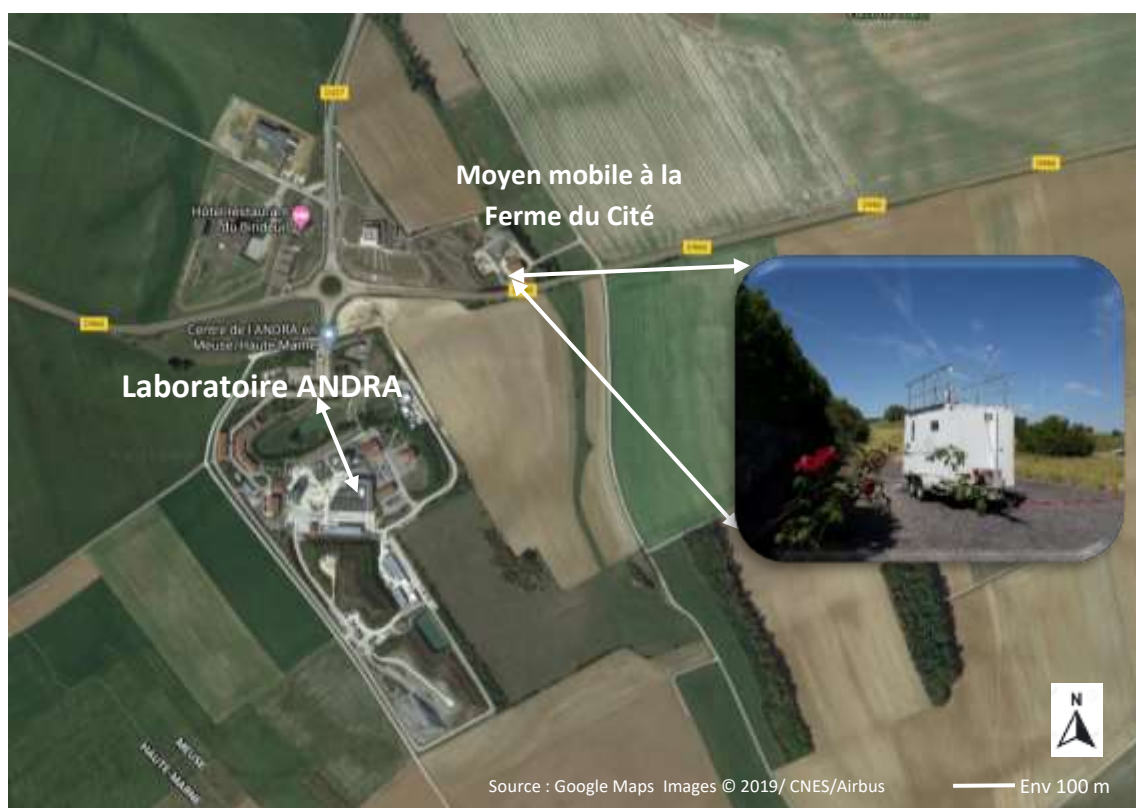 Moyen mobile à la
Ferme du Cité
Hôtel restaurant
du Bindeuil
D960
D960
D960
D960
Centre de l'ANDRA en
Meuse/Haute-Marne
Laboratoire ANDRA
MEUSE
HAUTE-MARNE
N
Source : Google Maps Images © 2019/ CNES/Airbus
Env 100 m